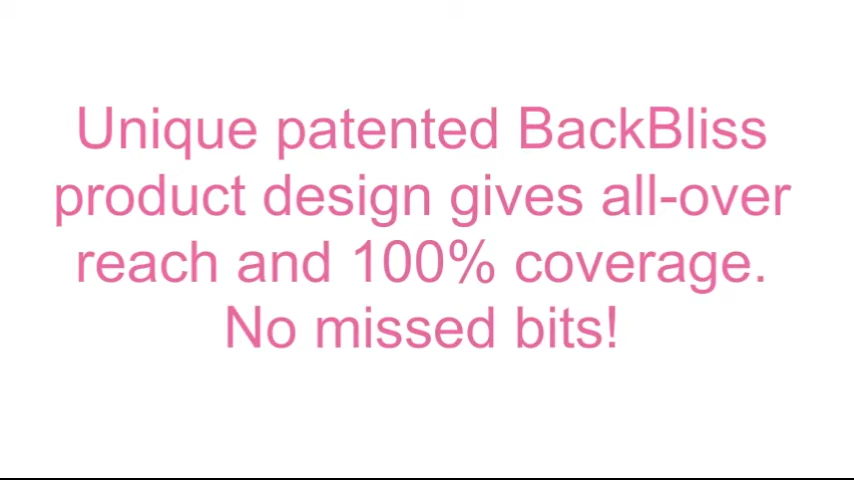 Unique patented BackBliss
product design gives all-over
reach and 100% coverage.
No missed bits!